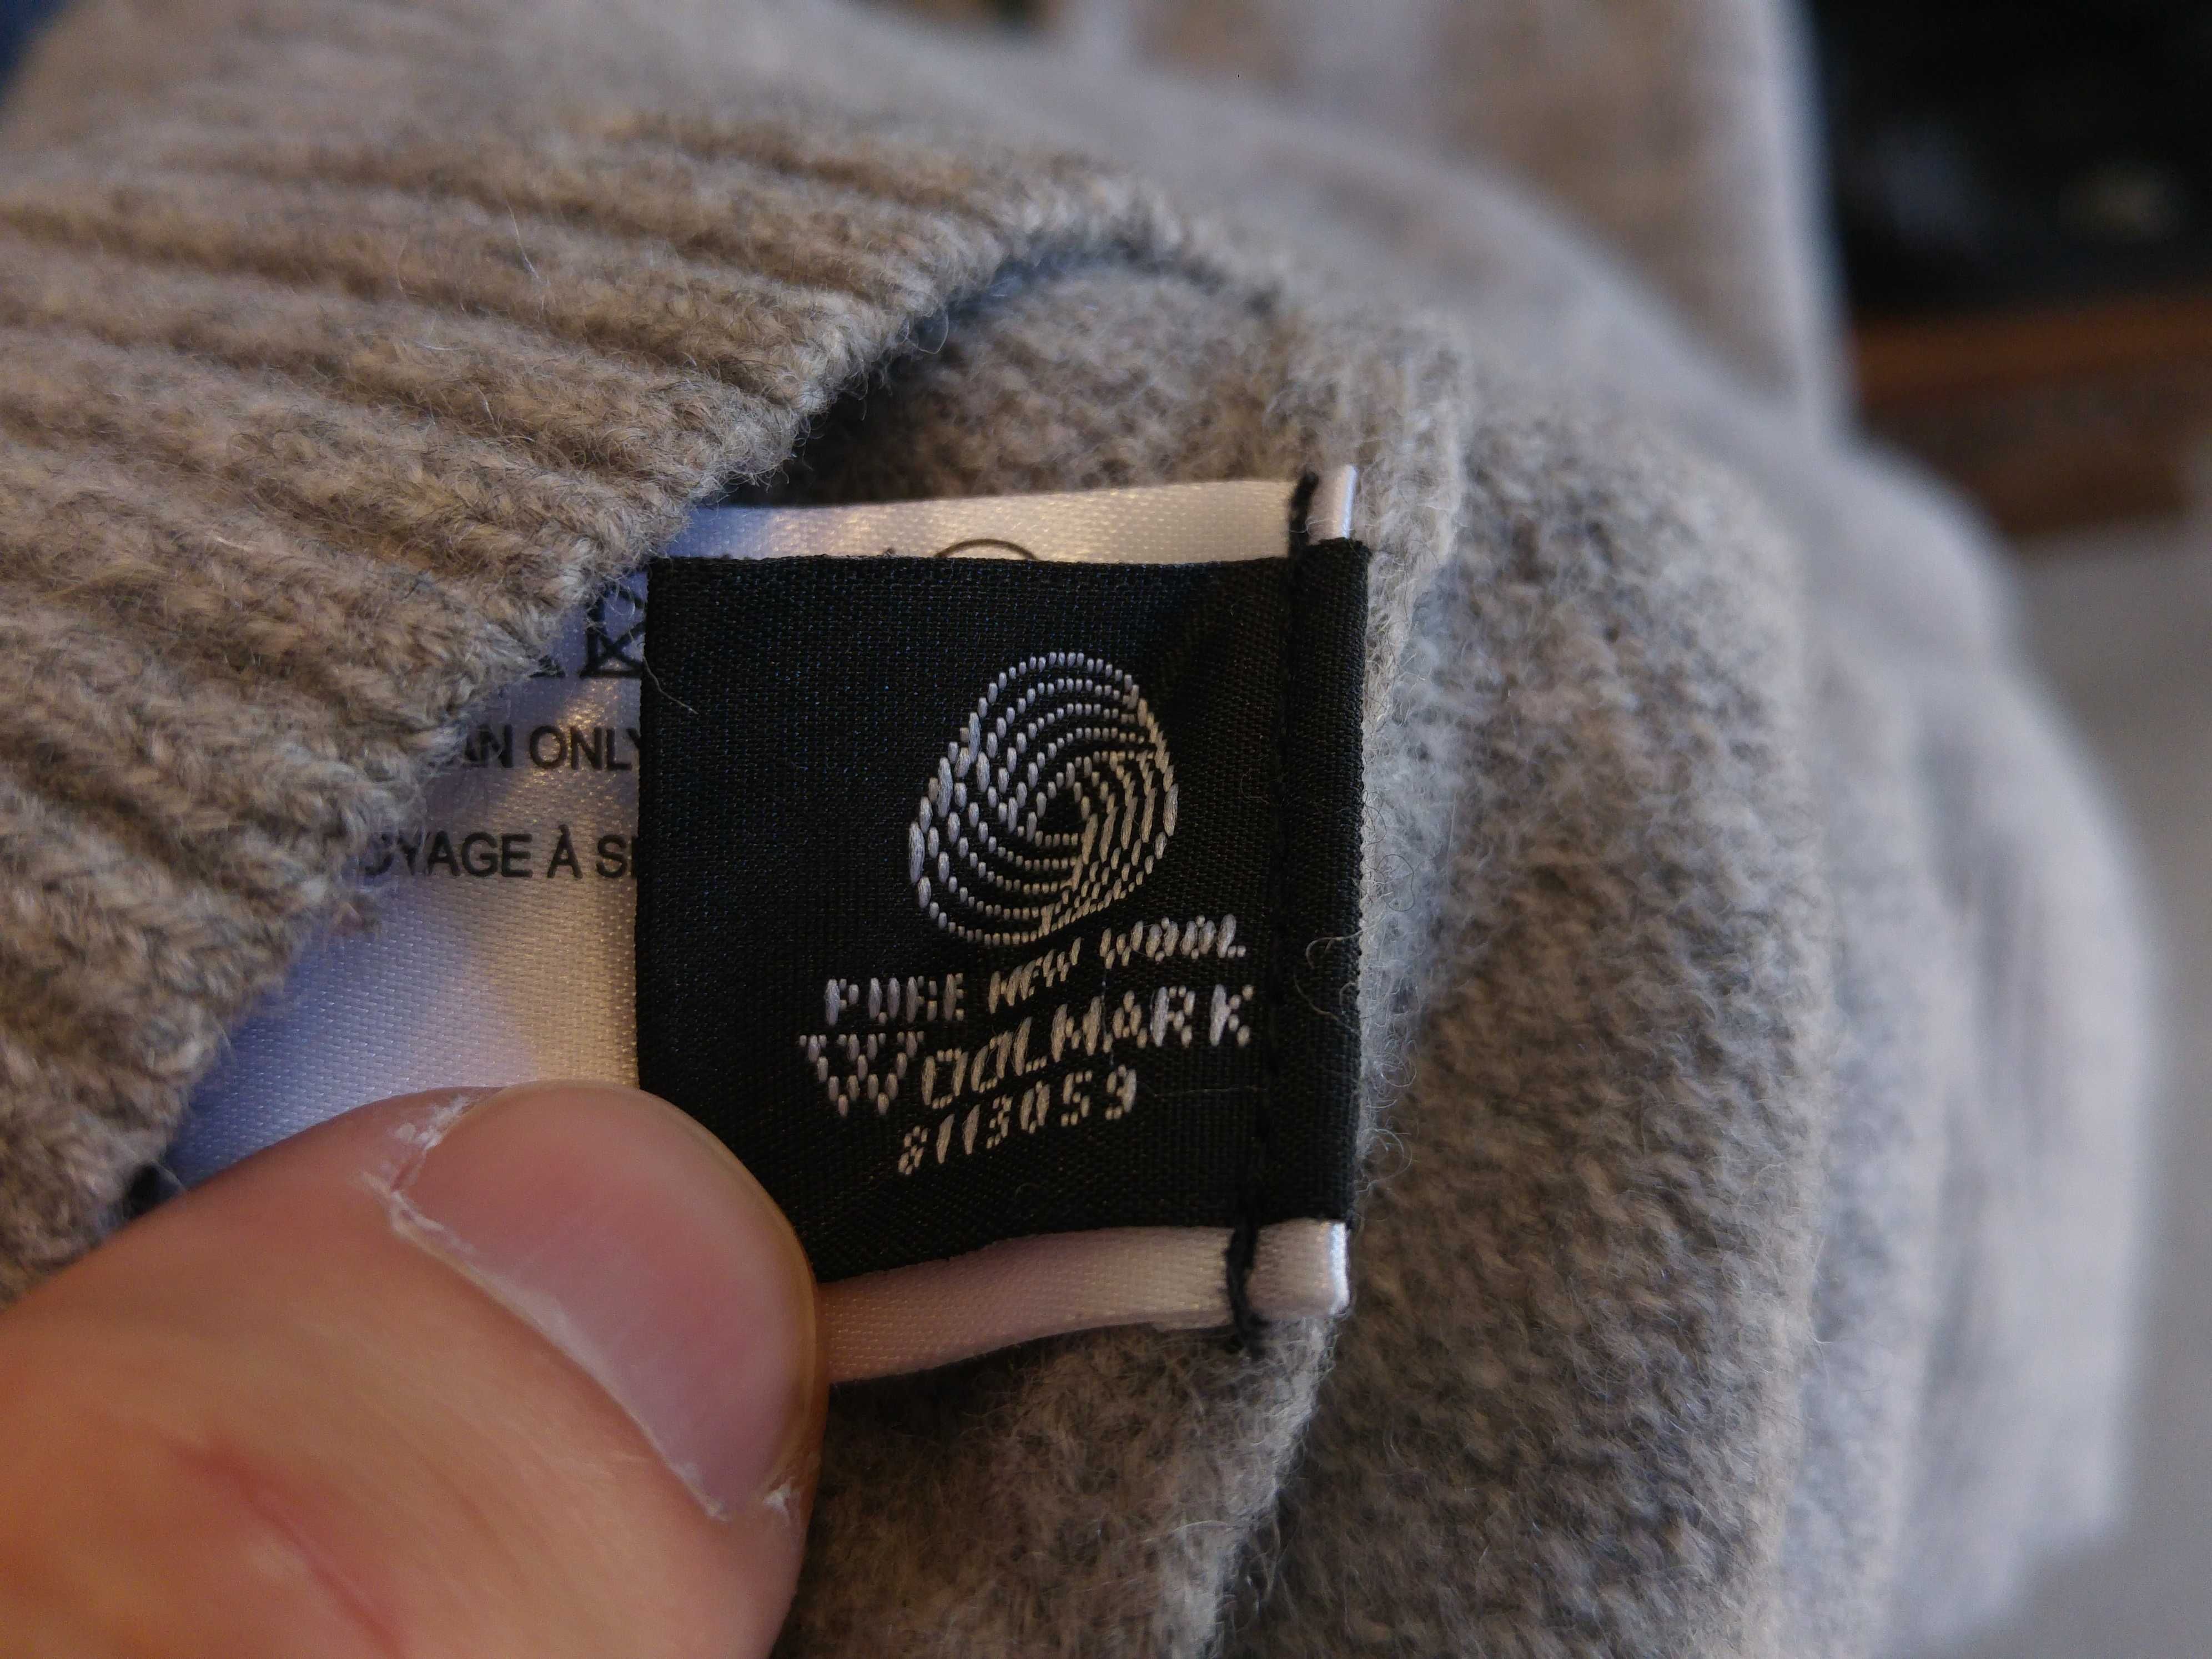 ONLY
À
PURE NEW WOOL
WOOLMARK
8113059